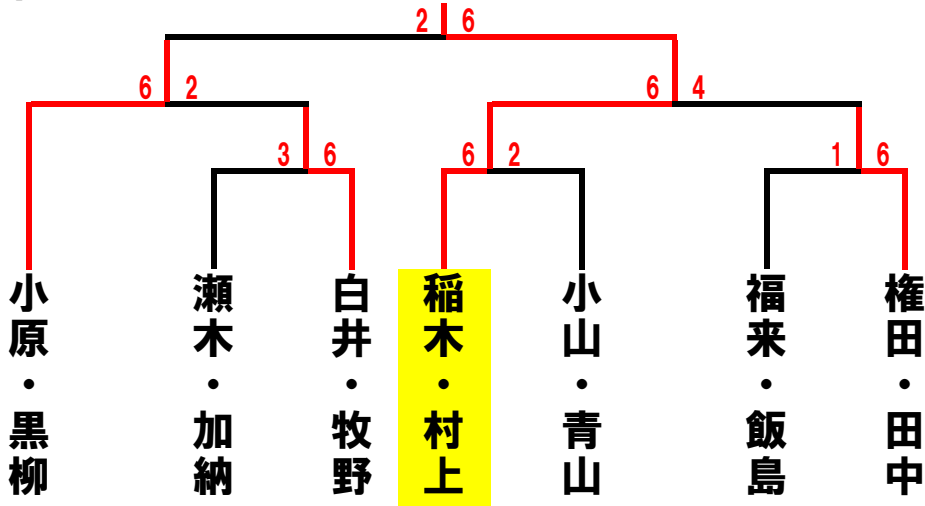 2 6
6 2
6 4
3 6
6 2
1 6
小原・黒柳
瀬木・加納
白井・牧野
稲木・村上
小山・青山
福来・飯島
権田・田中